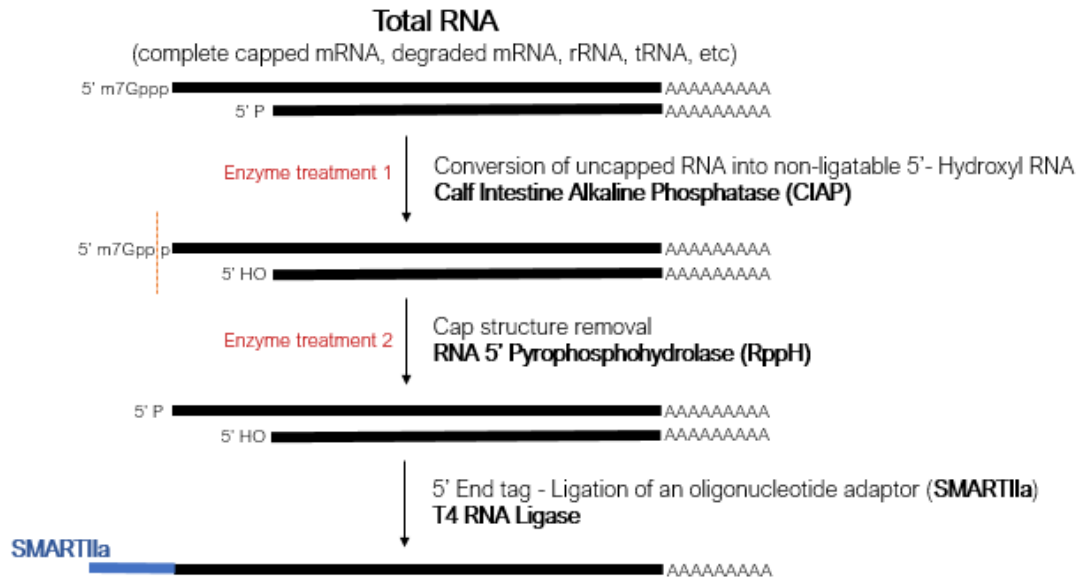 Total RNA
(complete capped mRNA, degraded mRNA, rRNA, tRNA, etc)
5' m7Gppp AAAAAAAAA
5' P AAAAAAAAA
Enzyme treatment 1
Conversion of uncapped RNA into non-ligatable 5'- Hydroxyl RNA
Calf Intestine Alkaline Phosphatase (CIAP)
5' m7Gpp p AAAAAAAAA
5' HO AAAAAAAAA
Enzyme treatment 2
Cap structure removal
RNA 5' Pyrophosphohydrolase (RppH)
5' P AAAAAAAAA
5' HO AAAAAAAAA
5' End tag - Ligation of an oligonucleotide adaptor (SMARTIIa)
T4 RNA Ligase
SMARTIIa
AAAAAAAAA